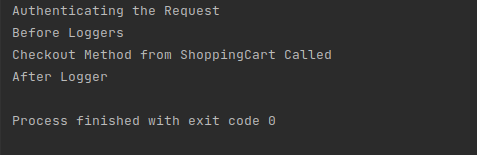 Authenticating the Request
Before Loggers
Checkout Method from ShoppingCart Called
After Logger
Process finished with exit code 0